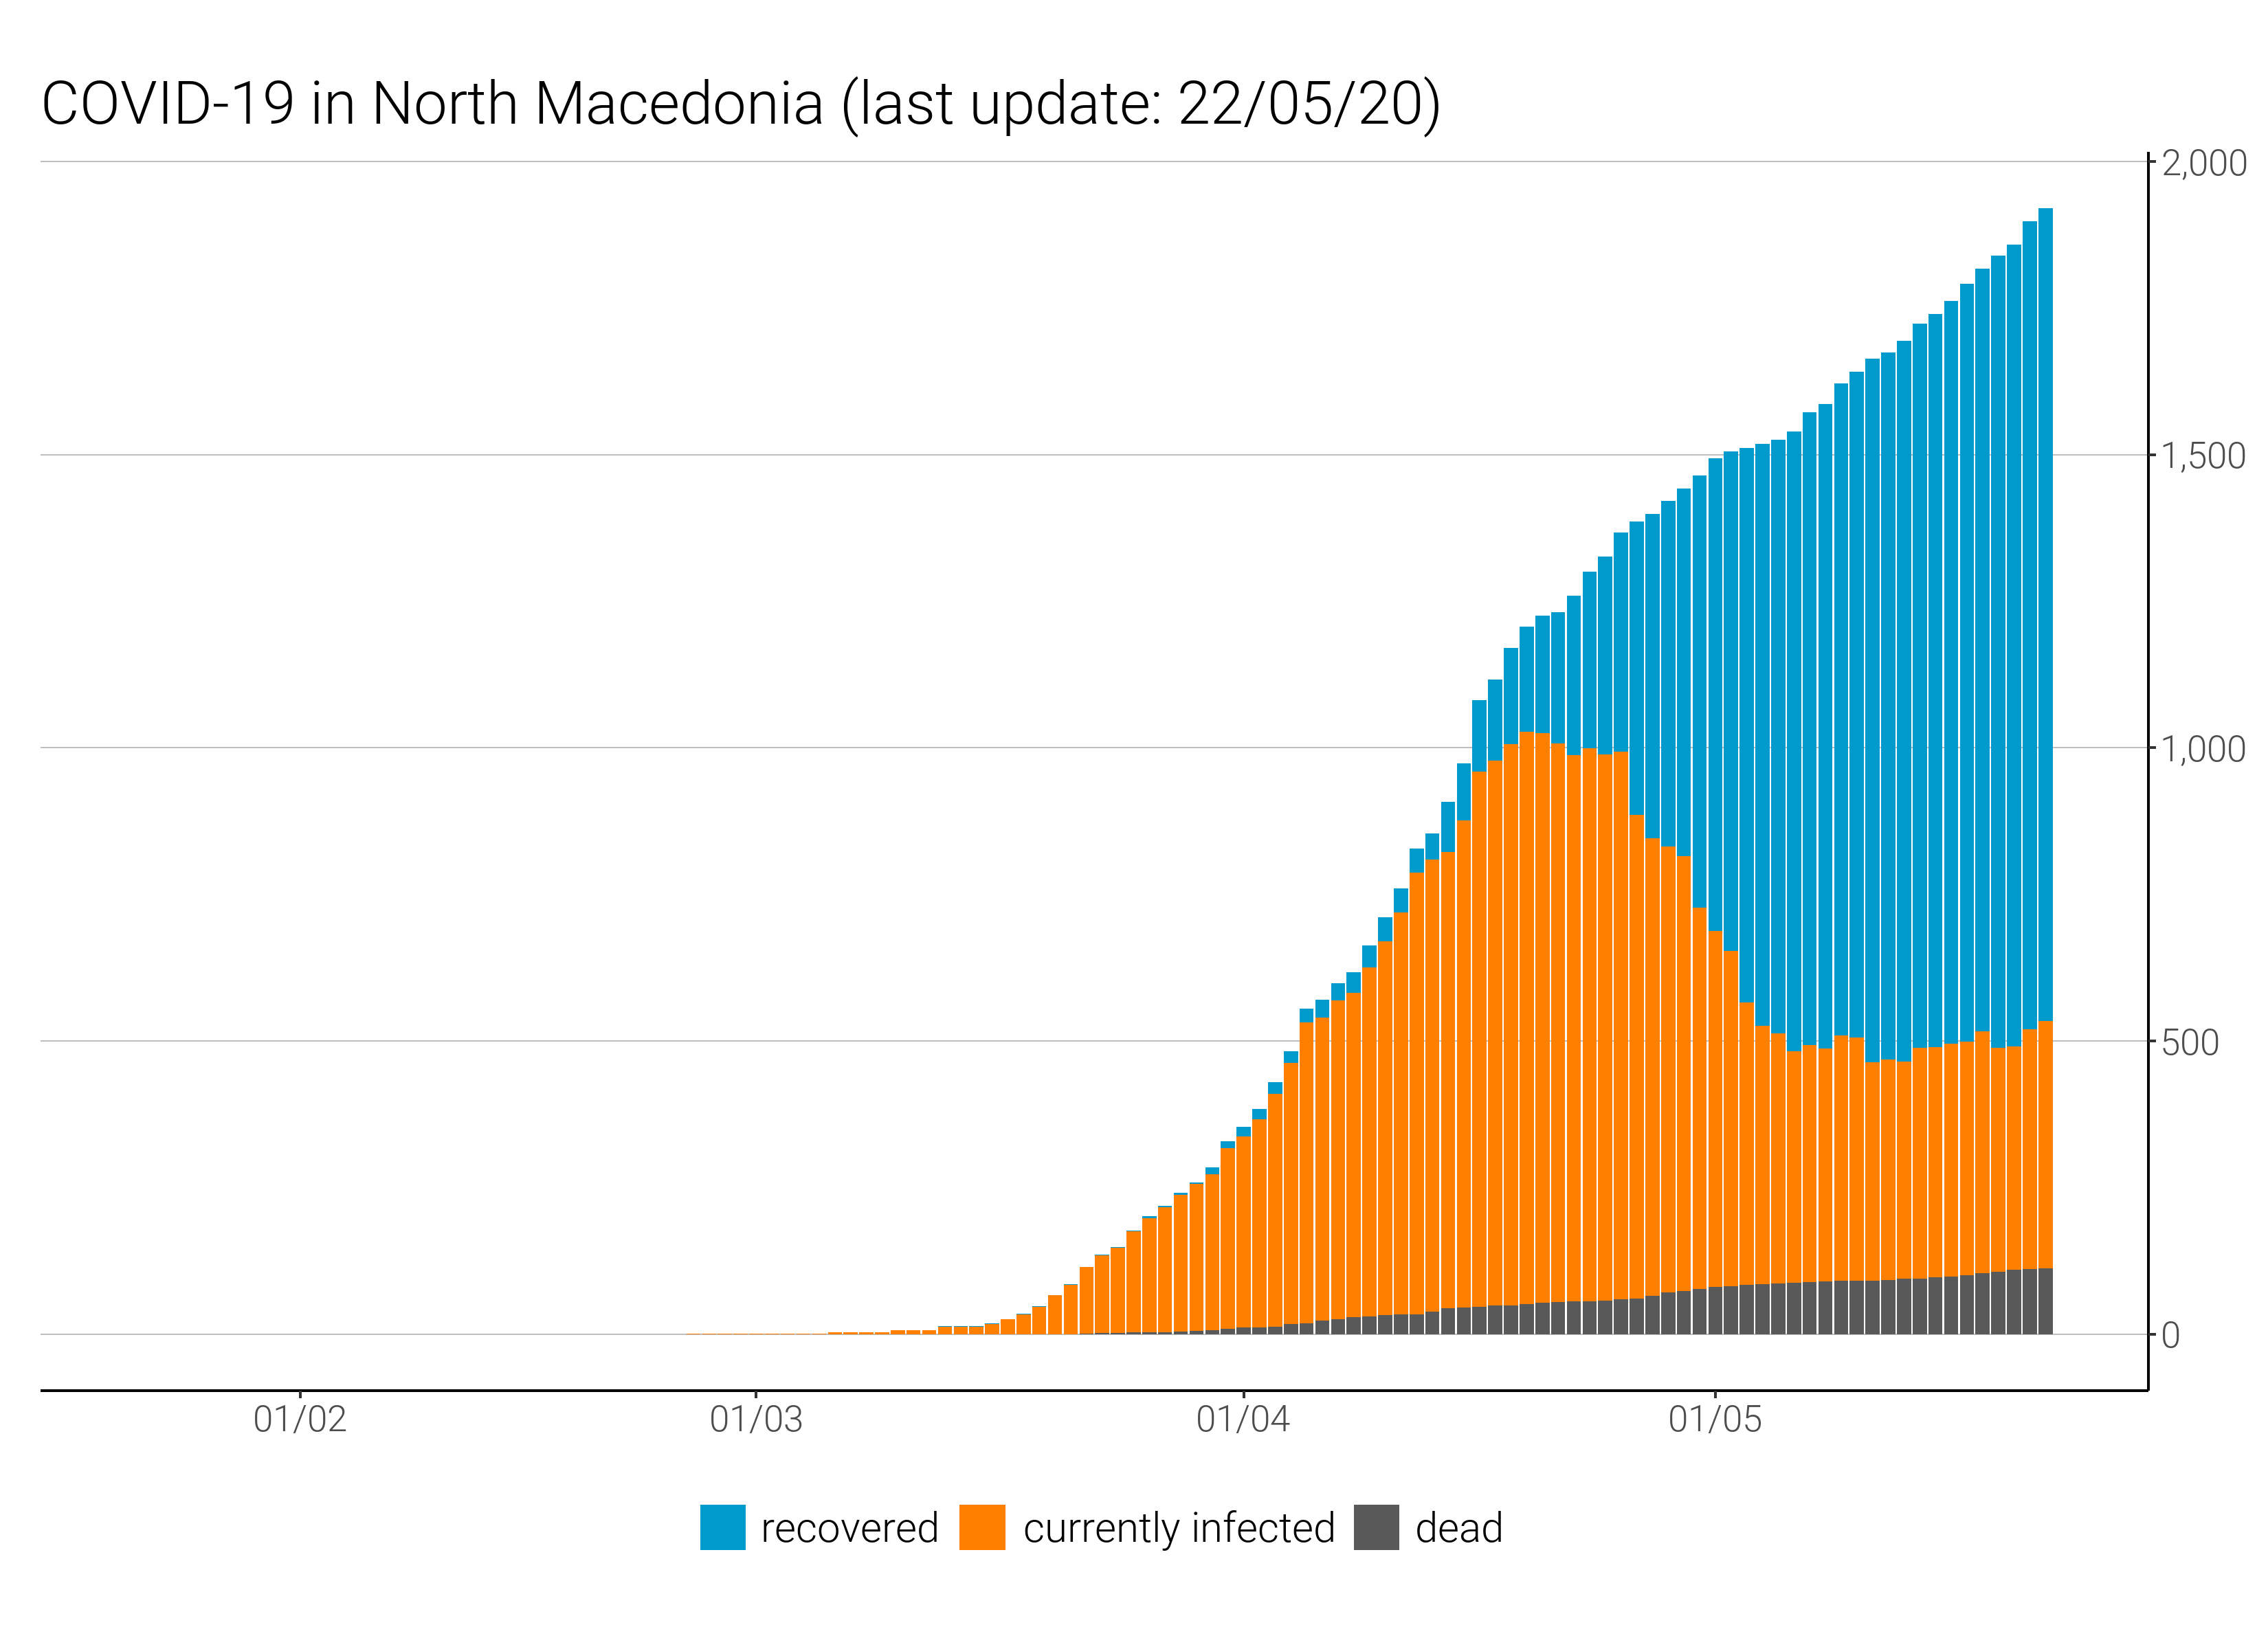 COVID-19 in North Macedonia (last update: 22/05/20)
2,000
1,500
1,000
500
0
01/02 01/03 01/04 01/05
recovered currently infected dead